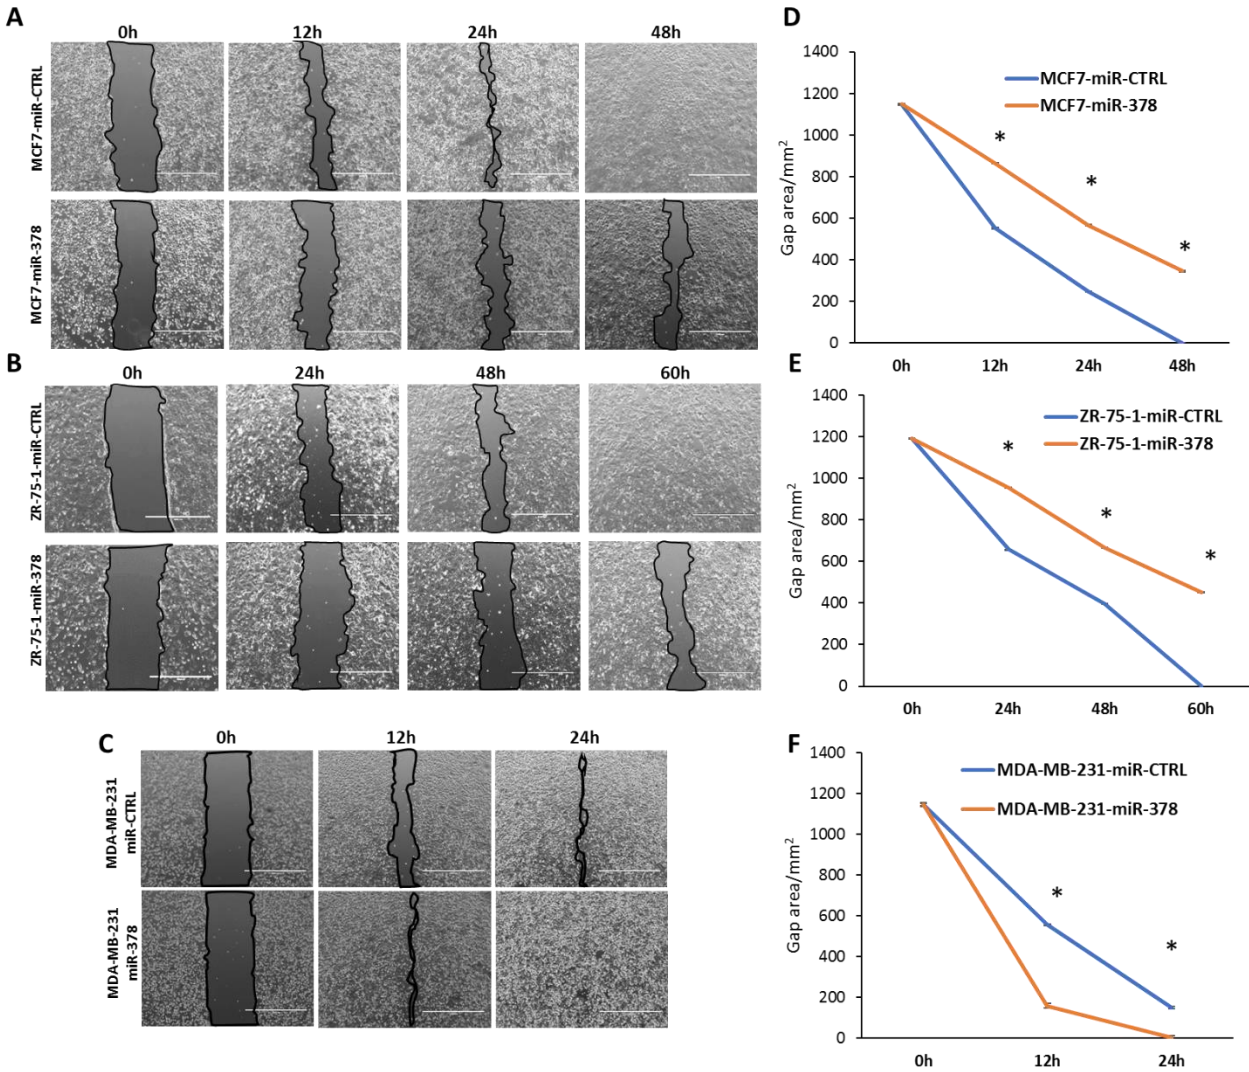 A
0h
12h
24h
48h
MCF7-miR-CTRL
MCF7-miR-378
B
0h
24h
48h
60h
ZR-75-1-miR-CTRL
ZR-75-1-miR-378
C
0h
12h
24h
MDA-MB-231
miR-CTRL
MDA-MB-231
miR-378
D
1400
1200
1000
800
600
400
200
0
Gap area/mm²
MCF7-miR-CTRL
MCF7-miR-378
*
*
*
0h
12h
24h
48h
E
1400
1200
1000
800
600
400
200
0
Gap area/mm²
ZR-75-1-miR-CTRL
ZR-75-1-miR-378
*
*
*
0h
24h
48h
60h
F
1400
1200
1000
800
600
400
200
0
Gap area/mm²
MDA-MB-231-miR-CTRL
MDA-MB-231-miR-378
*
*
0h
12h
24h